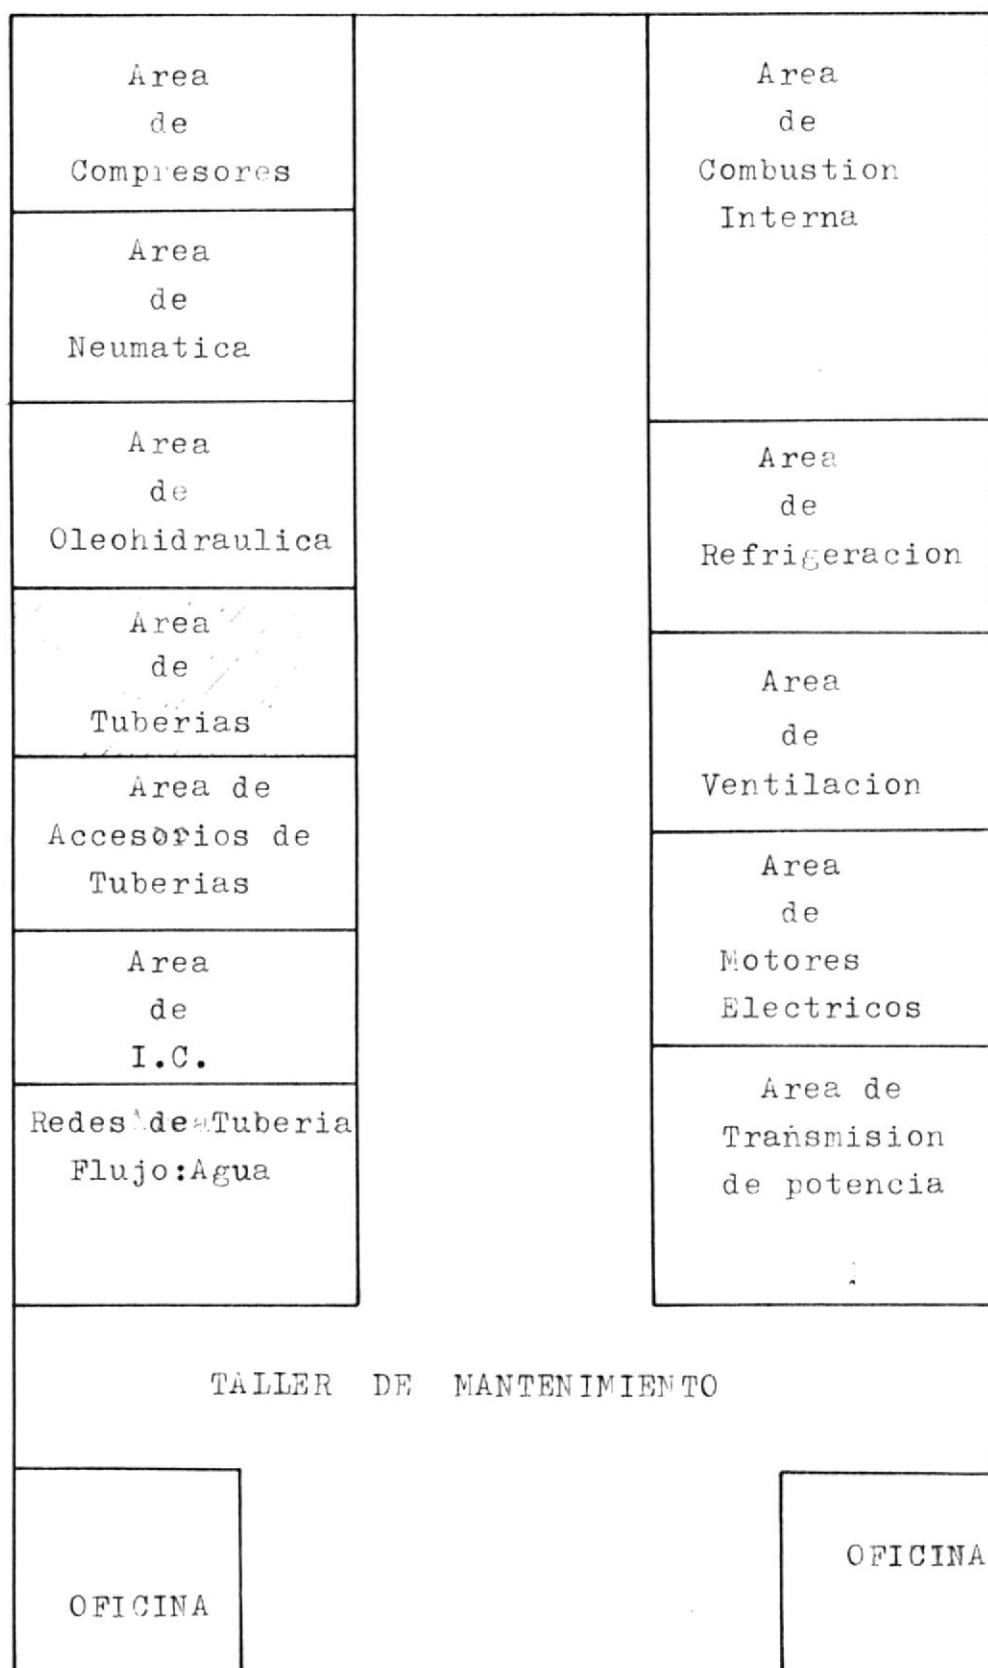 Area
de
Compresores
Area
de
Neumatica
Area
de
Oleohidraulica
Area
de
Tuberias
Area de
Accesorios de
Tuberias
Area
de
I.C.
Redes de Tuberia
Flujo:Agua
Area
de
Combustion
Interna
Area
de
Refrigeracion
Area
de
Ventilacion
Area
de
Motores
Electricos
Area de
Transmision
de potencia
TALLER DE MANTENIMIENTO
OFICINA
OFICINA